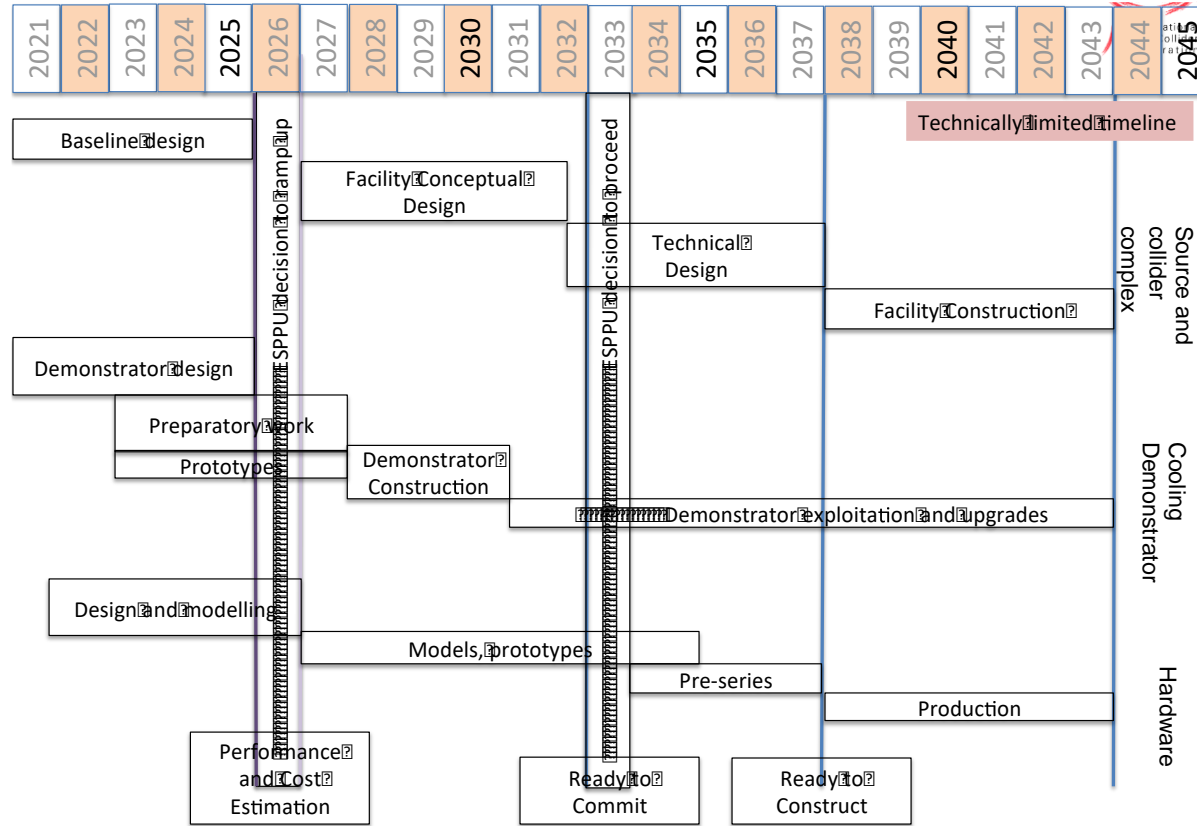 2021 2022 2023 2024 2025 2026 2027 2028 2029 2030 2031 2032 2033 2034 2035 2036 2037 2038 2039 2040 2041 2042 2043 2044 2045
Technically limited timeline
Baseline design
ESPPU decision to ramp up
ESPPU decision to proceed
Facility Conceptual
Design
Technical
Design
Facility Construction
Source and
collider
complex
Demonstrator design
Preparatory work
Prototypes
Demonstrator
Construction
Demonstrator exploitation and upgrades
Cooling
Demonstrator
Design and modelling
Models, prototypes
Pre-series
Production
Hardware
Performance
and Cost
Estimation
Ready to
Commit
Ready to
Construct